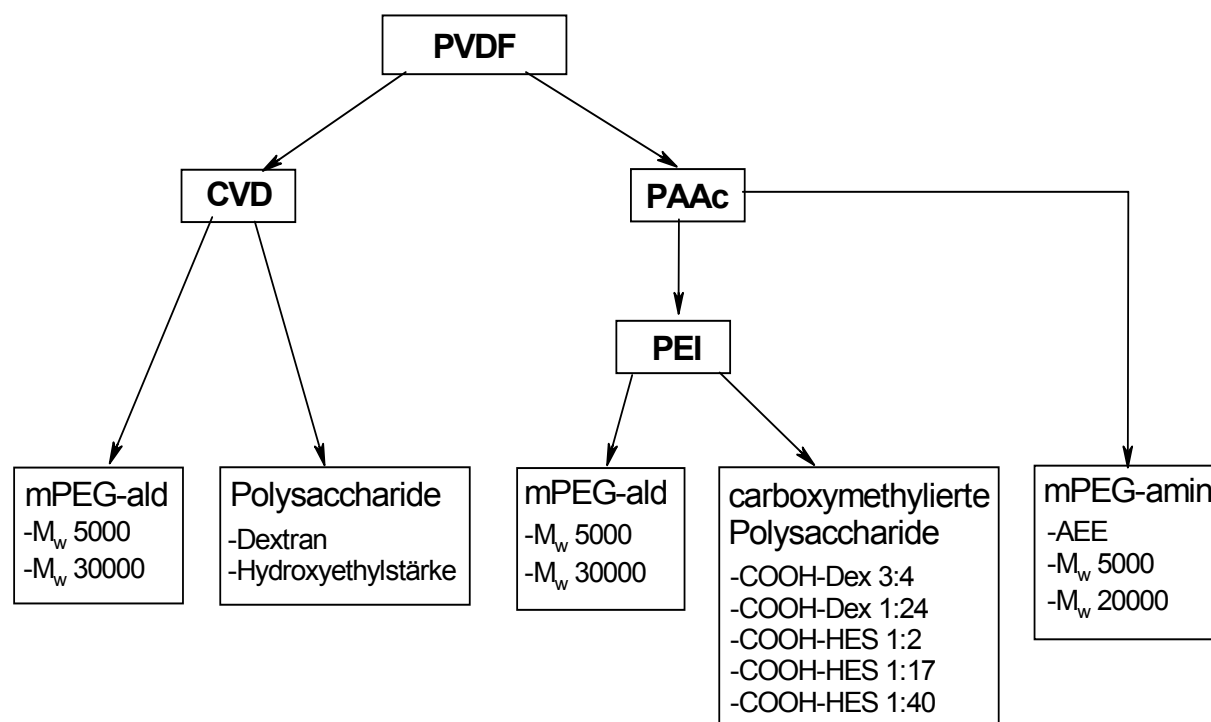 PVDF
CVD
PAAc
PEI
mPEG-ald
-Mw 5000
-Mw 30000
Polysaccharide
-Dextran
-Hydroxyethylstärke
mPEG-ald
-Mw 5000
-Mw 30000
carboxymethylierte
Polysaccharide
-COOH-Dex 3:4
-COOH-Dex 1:24
-COOH-HES 1:2
-COOH-HES 1:17
-COOH-HES 1:40
mPEG-amin
-AEE
-Mw 5000
-Mw 20000